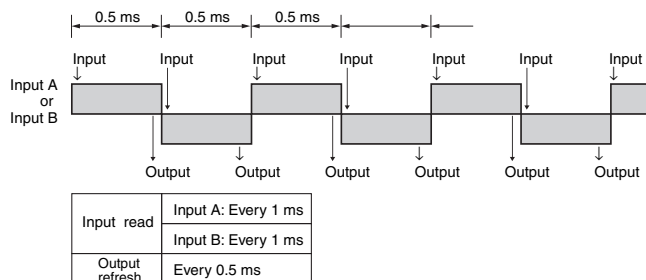 0.5 ms 0.5 ms 0.5 ms
Input Input Input Input Input Input Input
Input A
or
Input B
Output Output Output Output Output Output
Input read
Input A: Every 1 ms
Input B: Every 1 ms
Output
refresh
Every 0.5 ms